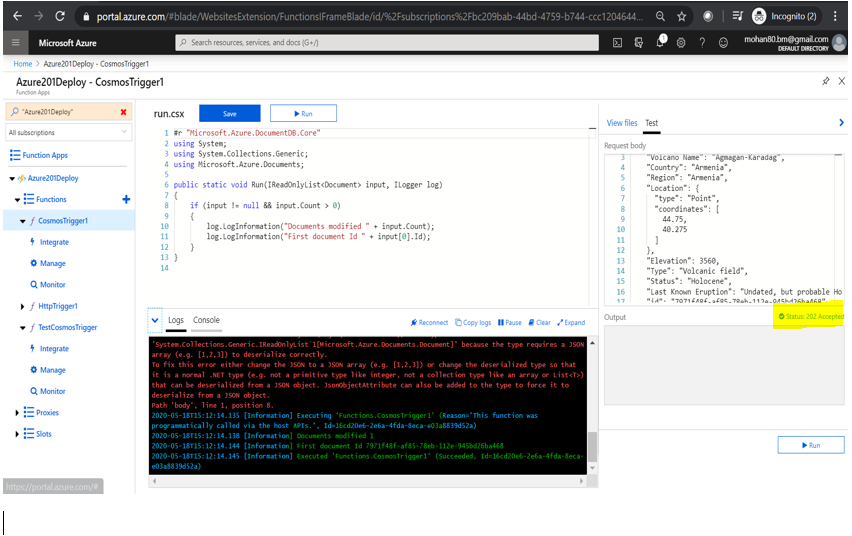 portal.azure.com/#blade/WebsitesExtension/FunctionsIFrameBlade/id/%2Fsubscriptions%2Fbc209bab-44bd-4759-b744-ccc1204644...
Incognito (2)
Microsoft Azure
Search resources, services, and docs (G+/)
1
mohan80.bm@gmail.com
DEFAULT DIRECTORY
Home > Azure201Deploy - CosmosTrigger1
Azure201Deploy - CosmosTrigger1
Function Apps
"Azure201Deploy"
All subscriptions
Function Apps
Azure201Deploy
Functions
CosmosTrigger1
Integrate
Manage
Monitor
HttpTrigger1
TestCosmosTrigger
Integrate
Manage
Monitor
Proxies
Slots
https://portal.azure.com/#
run.csx
Save
Run
1 #r "Microsoft.Azure.DocumentDB.Core"
2 using System;
3 using System.Collections.Generic;
4 using Microsoft.Azure.Documents;
5
6 public static void Run(IReadOnlyList<Document> input, ILogger log)
7 {
8 if (input != null && input.Count > 0)
9 {
10 log.LogInformation("Documents modified " + input.Count);
11 log.LogInformation("First document Id " + input[0].Id);
12 }
13 }
14
Logs
Console
Reconnect
Copy logs
Pause
Clear
Expand
'System.Collections.Generic.IReadOnlyList`1[Microsoft.Azure.Documents.Document]' because the type requires a JSON
array (e.g. [1,2,3]) to deserialize correctly.
To fix this error either change the JSON to a JSON array (e.g. [1,2,3]) or change the deserialized type so that
it is a normal .NET type (e.g. not a primitive type like integer, not a collection type like an array or List<T>)
that can be deserialized from a JSON object. JsonObjectAttribute can also be added to the type to force it to
deserialize from a JSON object.
Path 'body', line 1, position 8.
2020-05-18T15:12:14.135 [Information] Executing 'Functions.CosmosTrigger1' (Reason='This function was
programmatically called via the host APIs.', Id=16cd20e6-2e6a-4fda-8eca-e03a8839d52a)
2020-05-18T15:12:14.138 [Information] Documents modified 1
2020-05-18T15:12:14.144 [Information] First document Id 7971f48f-af85-78eb-112e-945bd26ba468
2020-05-18T15:12:14.145 [Information] Executed 'Functions.CosmosTrigger1' (Succeeded, Id=16cd20e6-2e6a-4fda-8eca-
e03a8839d52a)
View files
Test
Request body
3 "Volcano Name": "Agmagan-Karadag",
4 "Country": "Armenia",
5 "Region": "Armenia",
6 "Location": {
7 "type": "Point",
8 "coordinates": [
9 44.75,
10 40.275
11 ]
12 },
13 "Elevation": 3560,
14 "Type": "Volcanic field",
15 "Status": "Holocene",
16 "Last Known Eruption": "Undated, but probable Ho
17 "id": "7971f48f-af85-78eb-112e-945bd26ba468"
Output
Status: 202 Accepted
Run